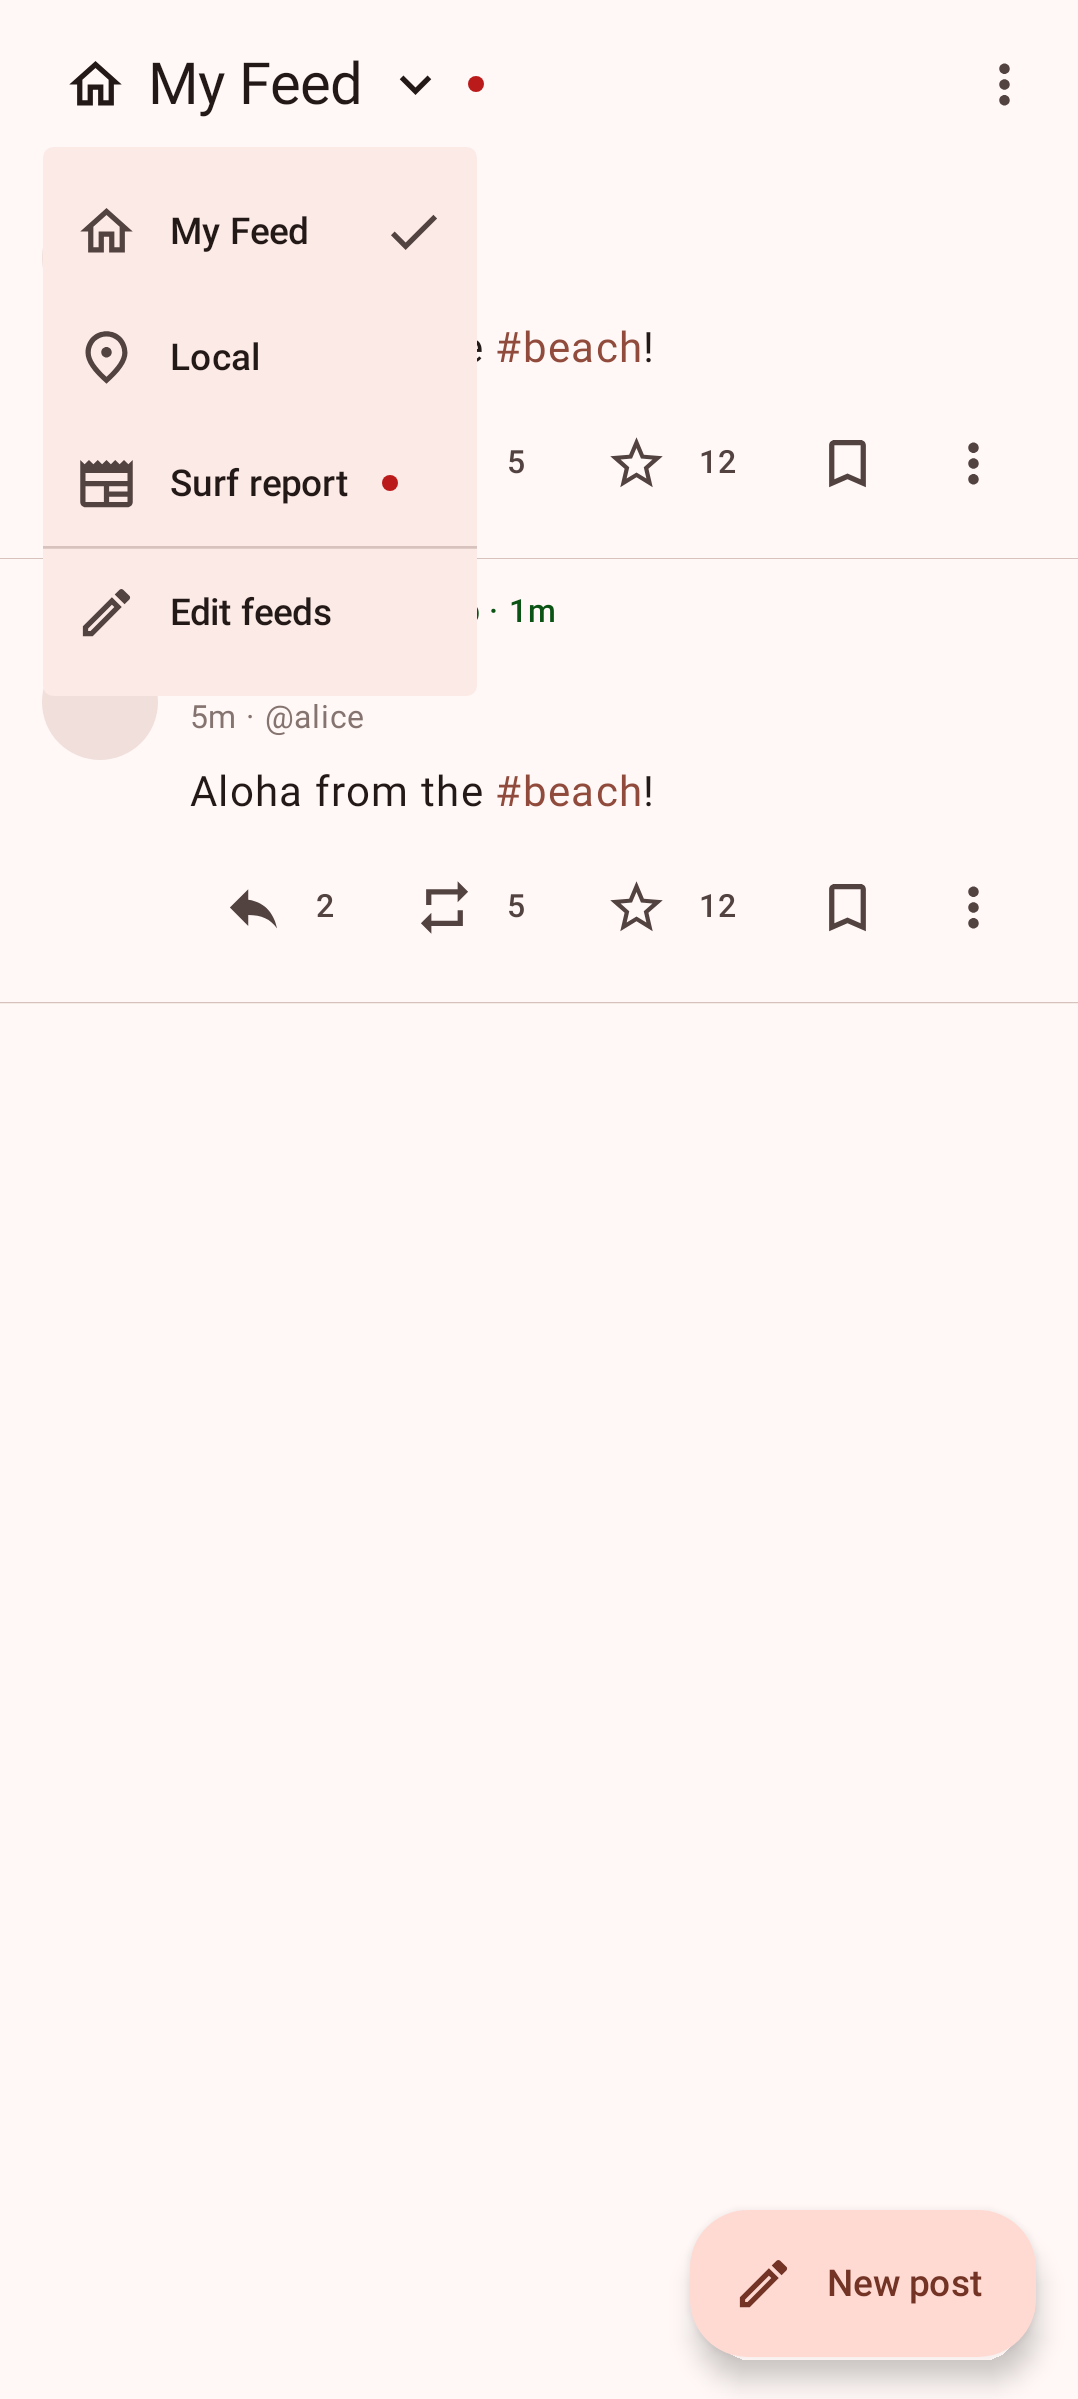 My Feed
My Feed
Local
#beach!
5 12
Surf report
Edit feeds
· 1m
5m · @alice
Aloha from the #beach!
2 5 12
New post